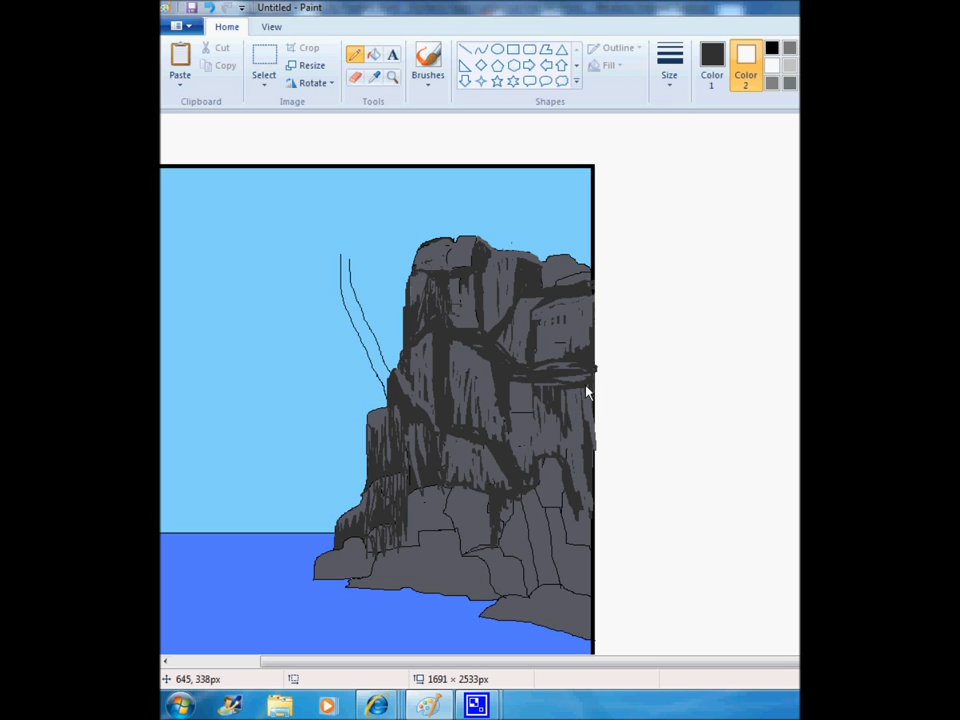 Untitled - Paint
Home View
Paste
Cut
Copy
Clipboard
Select
Crop
Resize
Rotate
Image
A
Tools
Brushes
Outline
Fill
Shapes
Size
Color
1
Color
2
645, 338px
1691 × 2533px